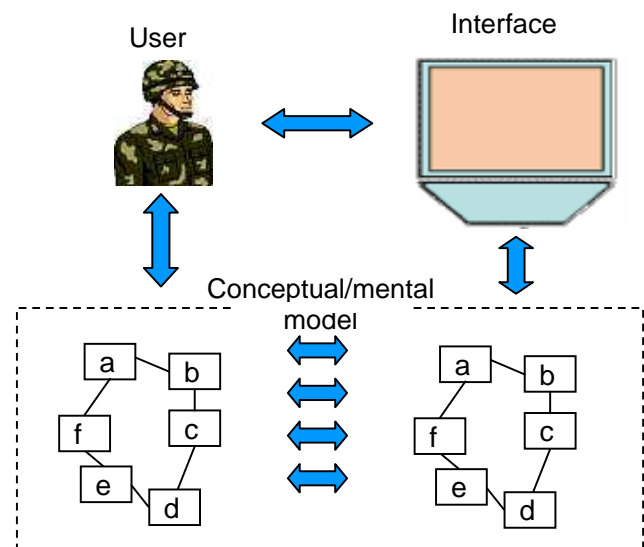 User
Interface
Conceptual/mental
model
a
b
c
d
e
f
a
b
c
d
e
f